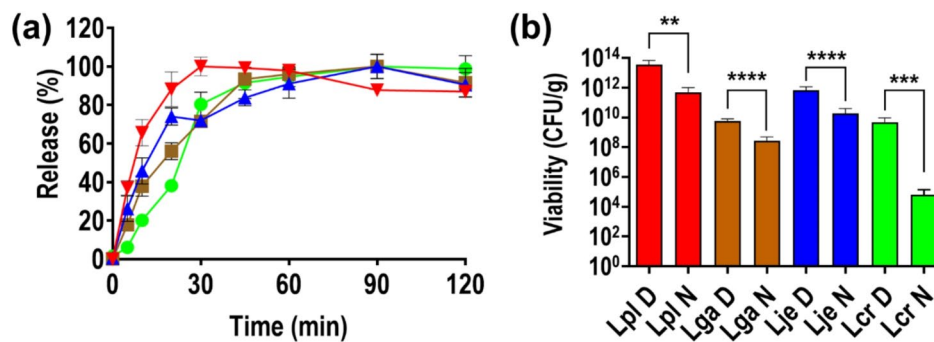 (a)
Release (%)
120
100
80
60
40
20
0
0 30 60 90 120
Time (min)
(b)
Viability (CFU/g)
10^14
10^12
10^10
10^8
10^6
10^4
10^2
10^0
** **** **** ***
Lpl D Lpl N Lga D Lga N Lje D Lje N Lcr D Lcr N